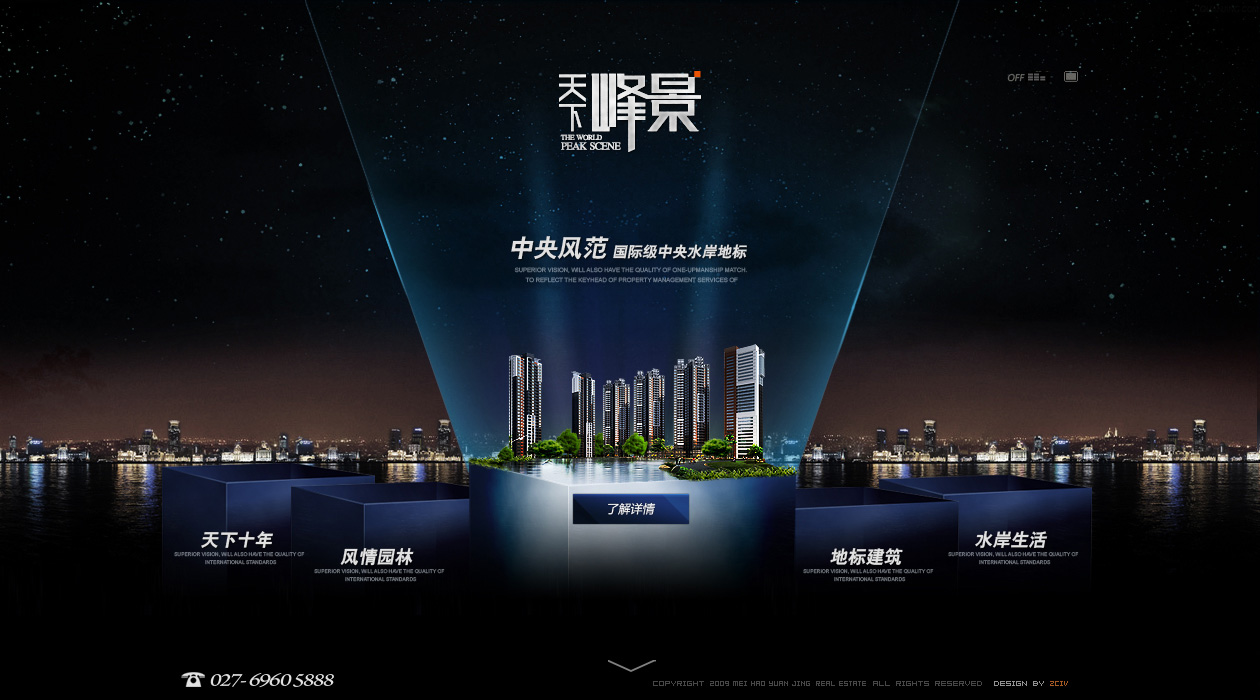 天下峰景
THE WORLD
PEAK SCENE
OFF
中央风范 国际级中央水岸地标
SUPERIOR VISION, WILL ALSO HAVE THE QUALITY OF ONE-UPMANSHIP MATCH.
TO REFLECT THE KEYHEAD OF PROPERTY MANAGEMENT SERVICES OF
了解详情
天下十年
SUPERIOR VISION, WILL ALSO HAVE THE QUALITY OF
INTERNATIONAL STANDARDS
风情园林
SUPERIOR VISION, WILL ALSO HAVE THE QUALITY OF
INTERNATIONAL STANDARDS
地标建筑
SUPERIOR VISION, WILL ALSO HAVE THE QUALITY OF
INTERNATIONAL STANDARDS
水岸生活
SUPERIOR VISION, WILL ALSO HAVE THE QUALITY OF
INTERNATIONAL STANDARDS
027-6960 5888
COPYRIGHT 2009 MEI HAO YUAN JING REAL ESTATE ALL RIGHTS RESERVED DESIGN BY ZCIV